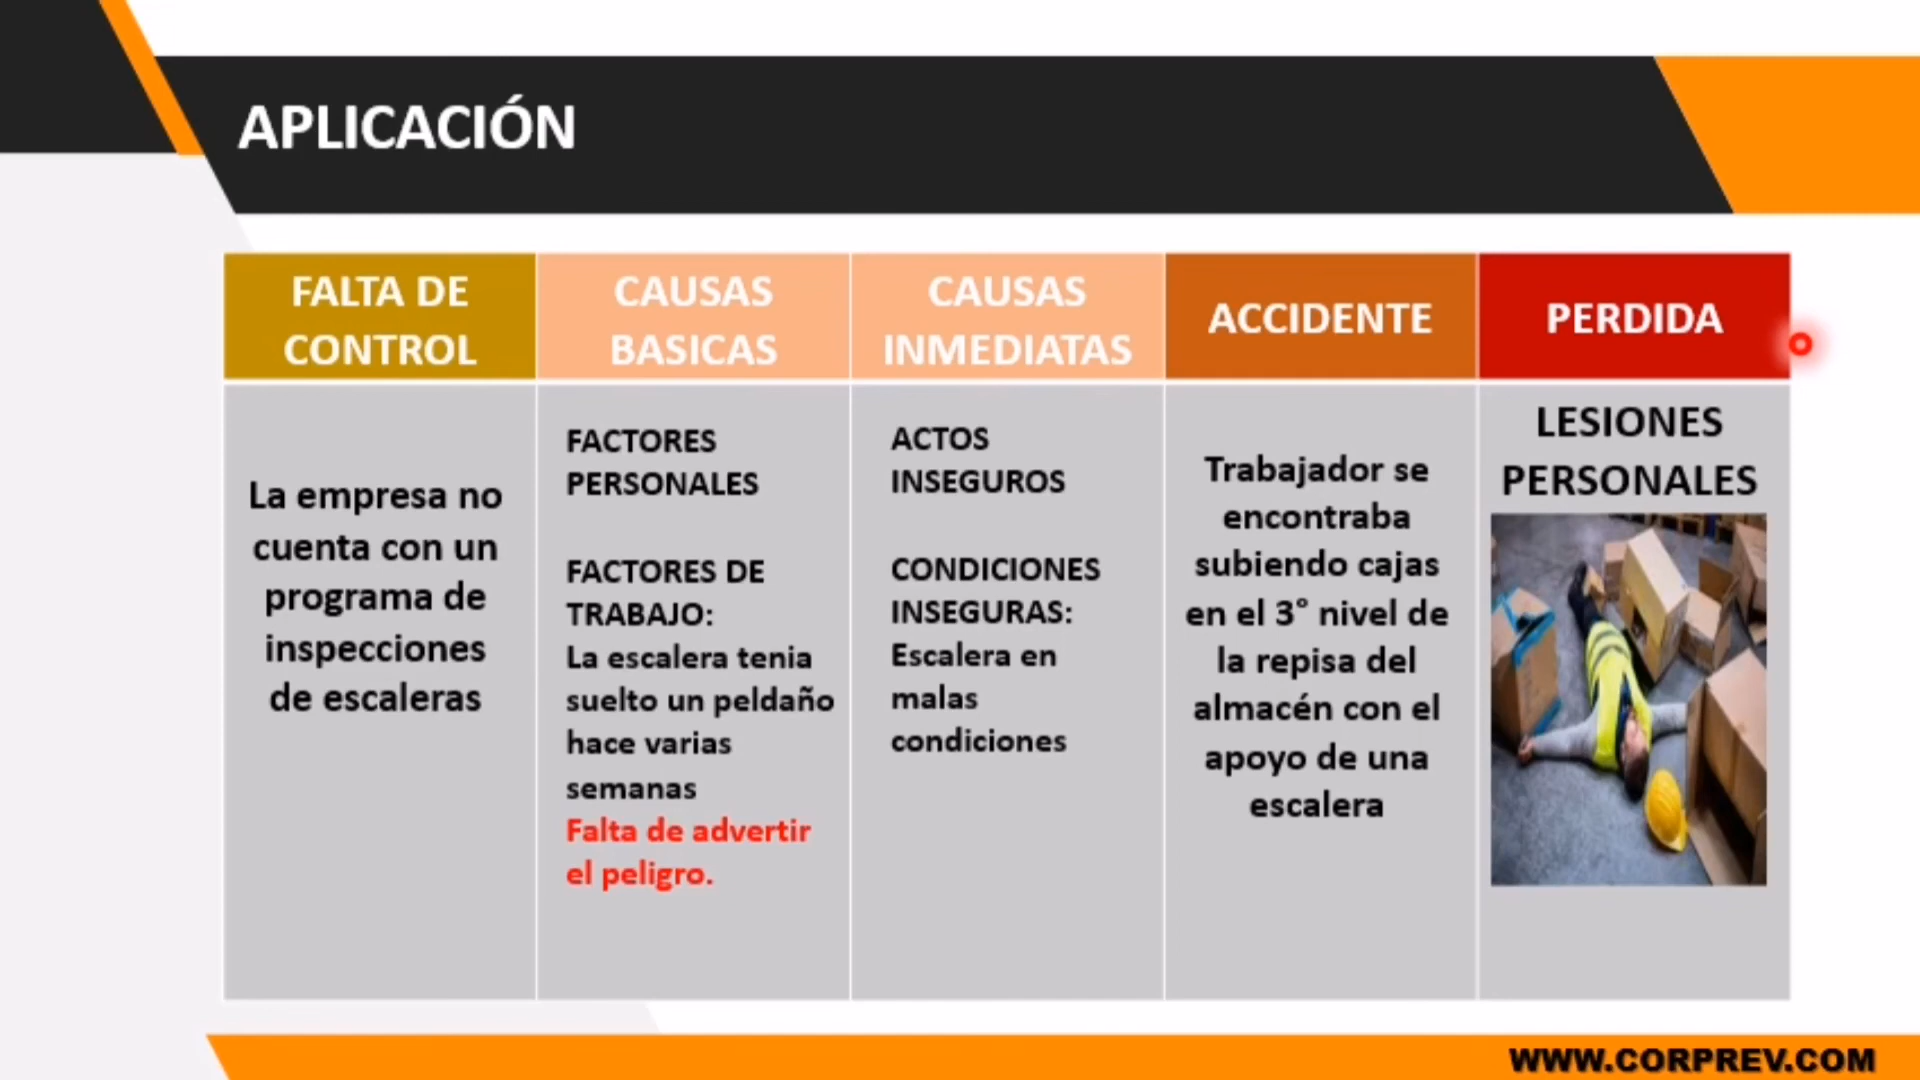 APLICACIÓN
FALTA DE
CONTROL
CAUSAS
BASICAS
CAUSAS
INMEDIATAS
ACCIDENTE
PERDIDA
La empresa no
cuenta con un
programa de
inspecciones
de escaleras
FACTORES
PERSONALES
FACTORES DE
TRABAJO:
La escalera tenia
suelto un peldaño
hace varias
semanas
Falta de advertir
el peligro.
ACTOS
INSEGUROS
CONDICIONES
INSEGURAS:
Escalera en
malas
condiciones
Trabajador se
encontraba
subiendo cajas
en el 3° nivel de
la repisa del
almacén con el
apoyo de una
escalera
LESIONES
PERSONALES
WWW.CORPREV.COM